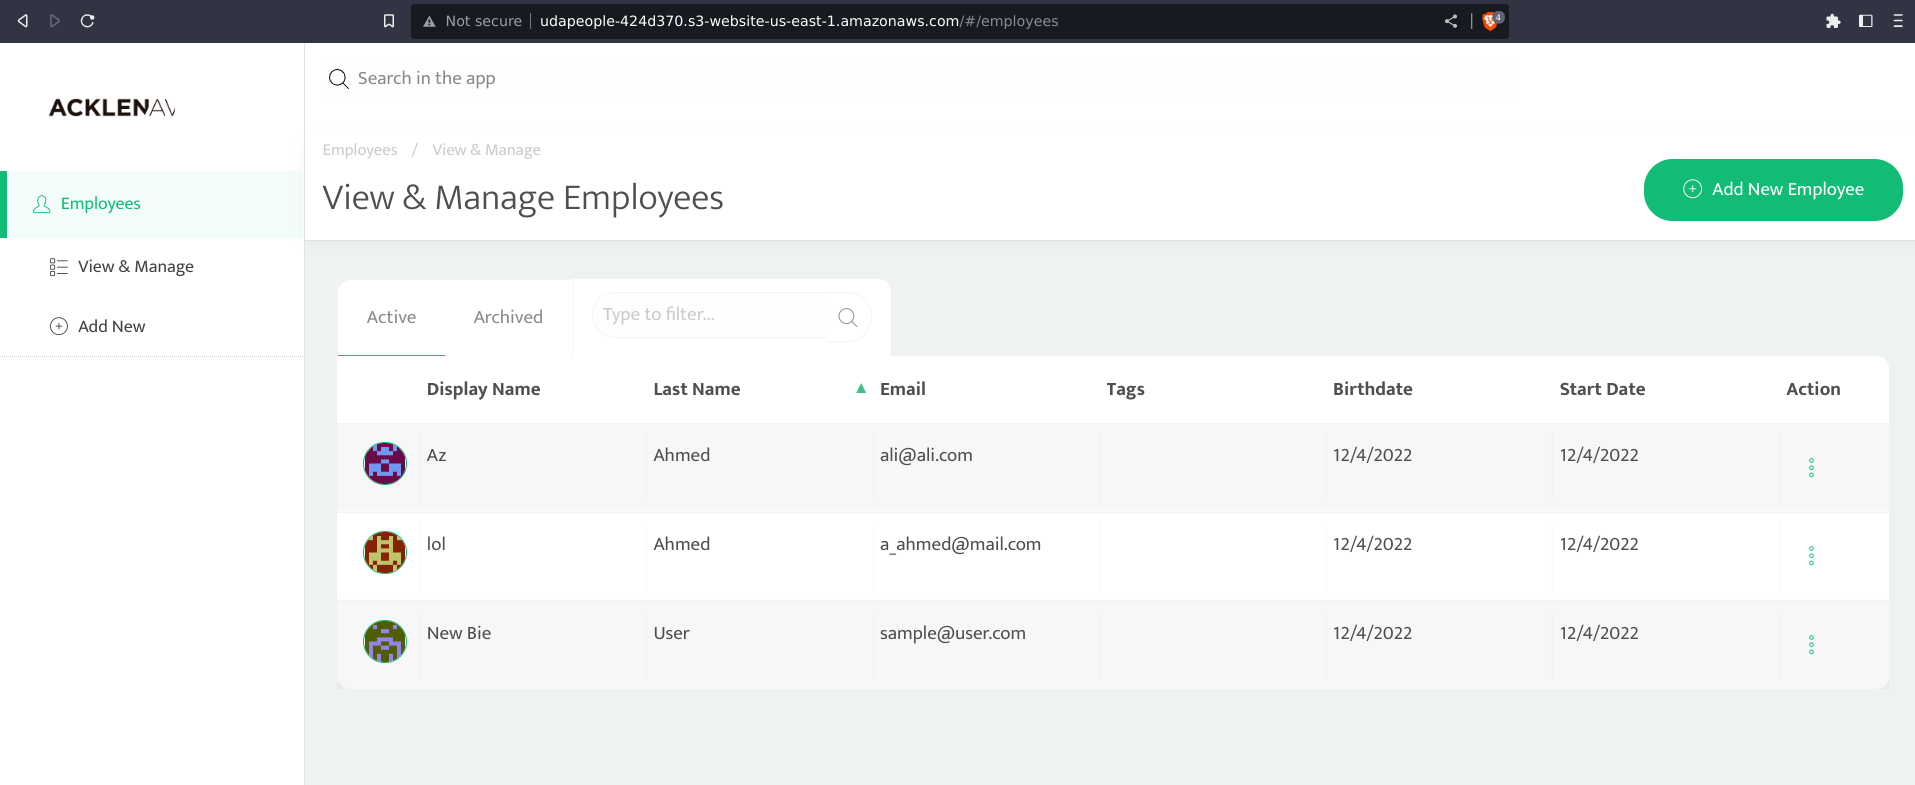 Not secure | udapeople-424d370.s3-website-us-east-1.amazonaws.com/#/employees 4
ACKLENAV
Search in the app
Employees / View & Manage
View & Manage Employees
Add New Employee
Employees
View & Manage
Add New
Active Archived Type to filter...
Display Name Last Name ▲ Email Tags Birthdate Start Date Action
Az Ahmed ali@ali.com 12/4/2022 12/4/2022
lol Ahmed a_ahmed@mail.com 12/4/2022 12/4/2022
New Bie User sample@user.com 12/4/2022 12/4/2022